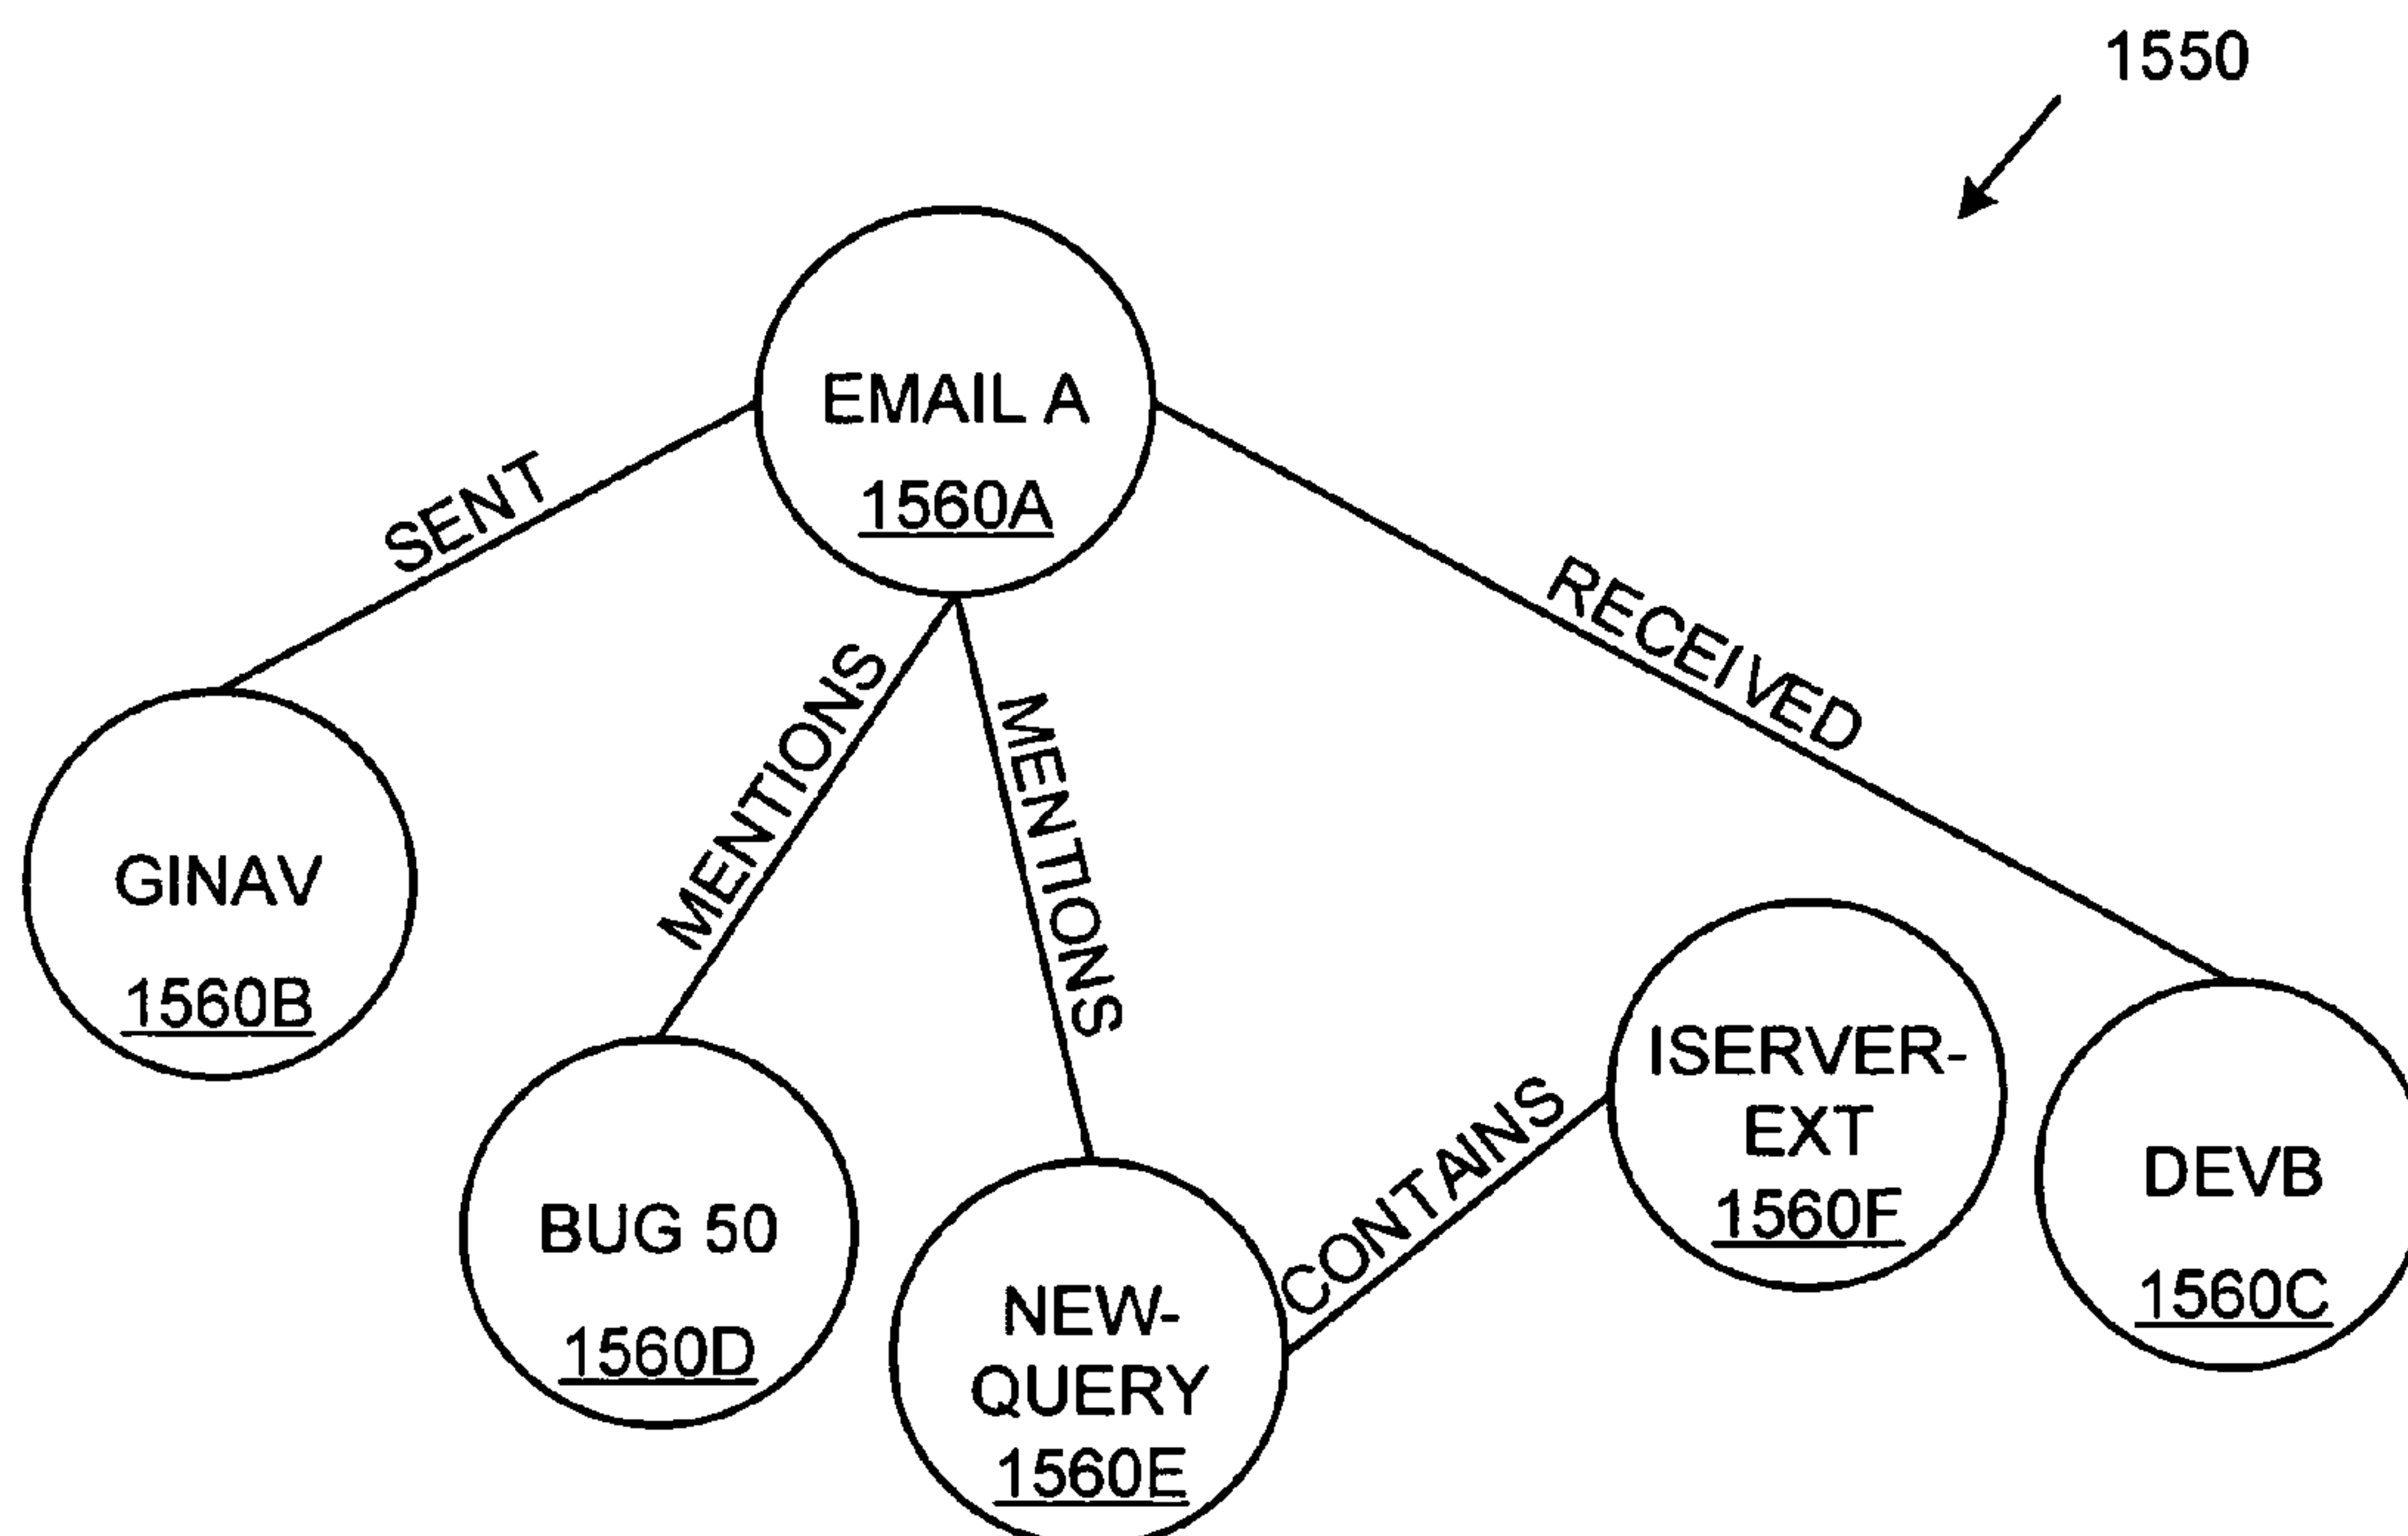 1550
EMAIL A
1560A
SENT
RECEIVED
MENTIONS
MENTIONS
GINAV
1560B
BUG 50
1560D
NEW-
QUERY
1560E
CONTAINS
ISERVER-
EXT
1560F
DEVB
1560C